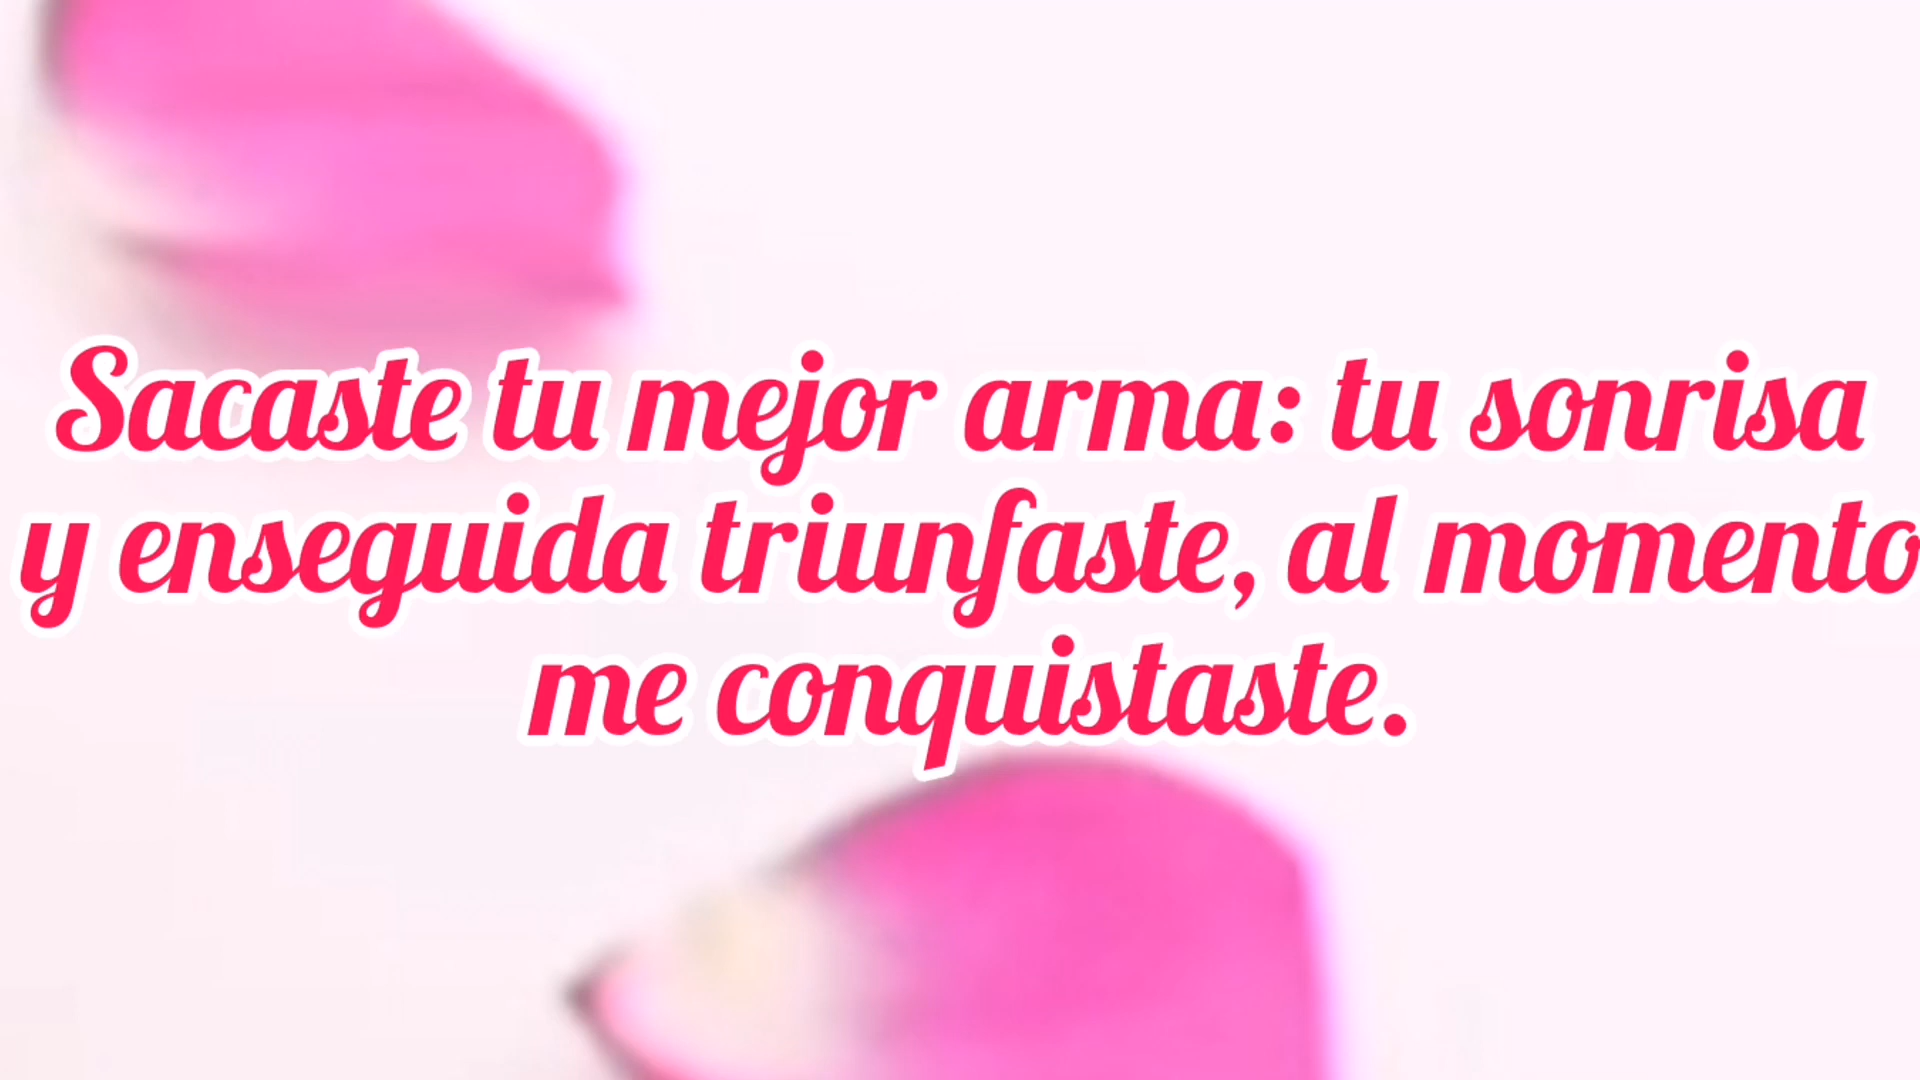 Sacaste tu mejor arma: tu sonrisa
y enseguida triunfaste, al momento
me conquistaste.